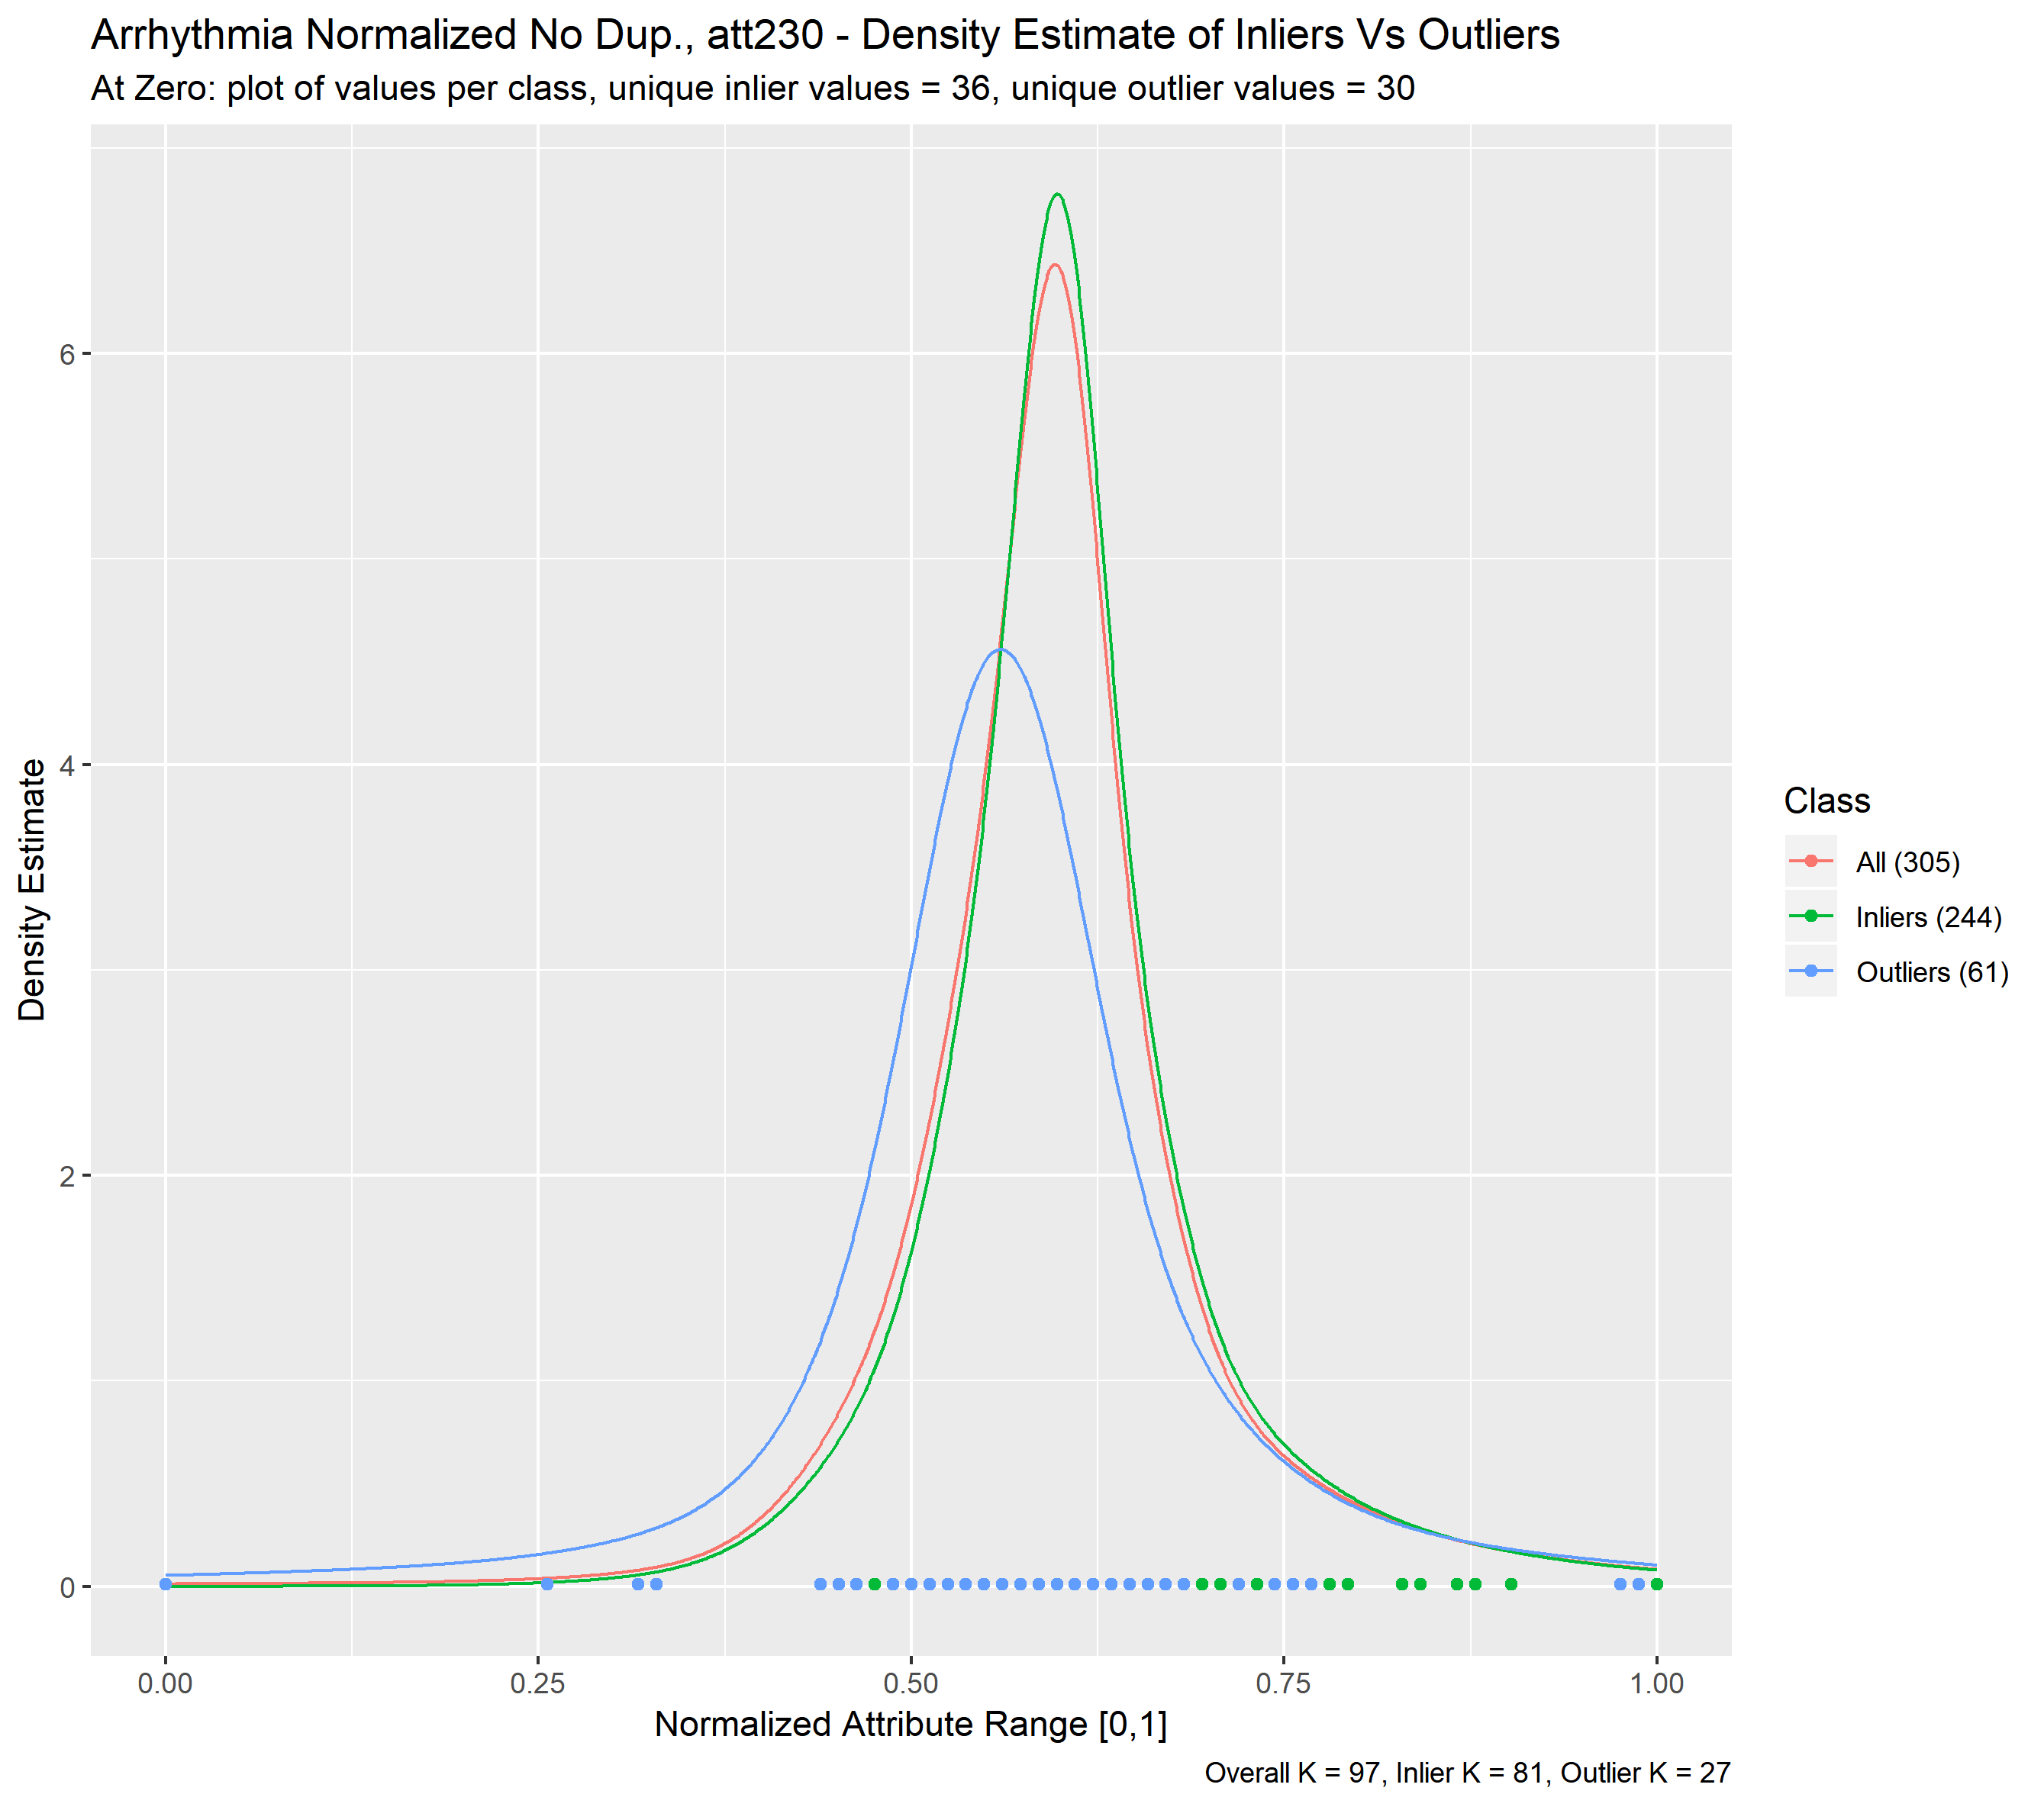 Arrhythmia Normalized No Dup., att230 - Density Estimate of Inliers Vs Outliers
At Zero: plot of values per class, unique inlier values = 36, unique outlier values = 30
Density Estimate
6
4
2
0
0.00
0.25
0.50
0.75
1.00
Normalized Attribute Range [0,1]
Class
All (305)
Inliers (244)
Outliers (61)
Overall K = 97, Inlier K = 81, Outlier K = 27